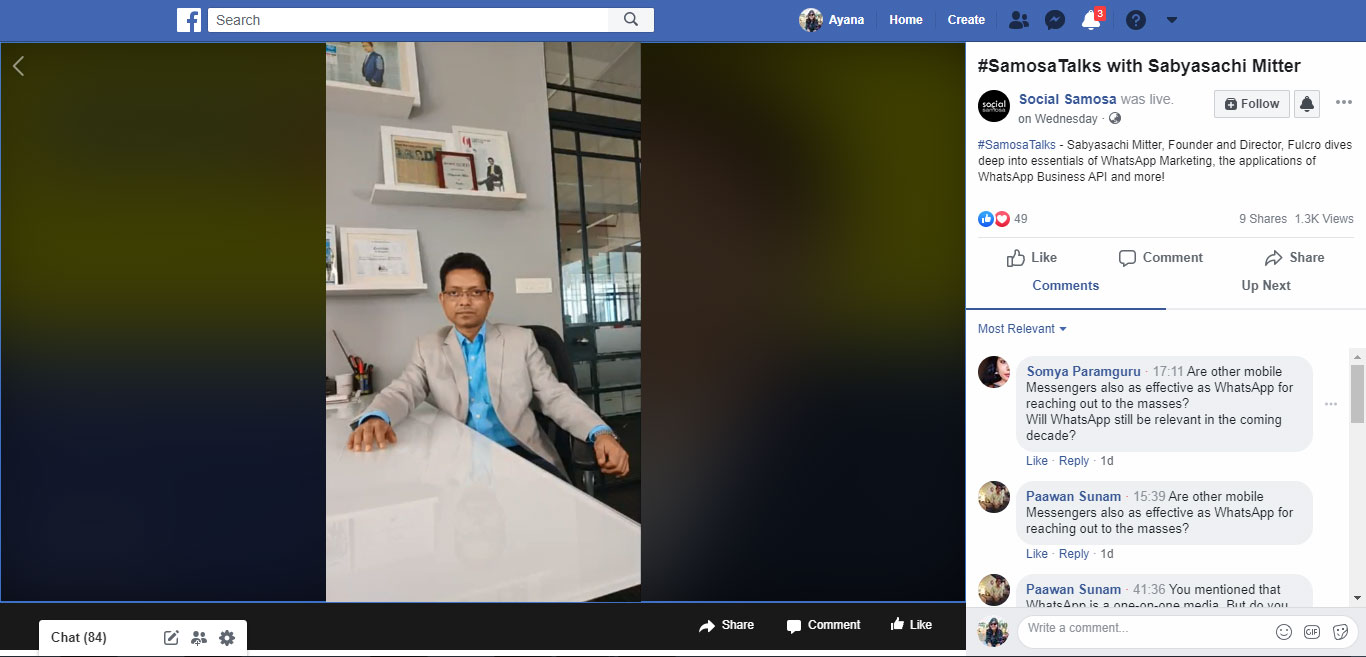 Search
Ayana
Home
Create
3
#SamosaTalks with Sabyasachi Mitter
social
samosa
Social Samosa was live.
on Wednesday ·
Follow
#SamosaTalks - Sabyasachi Mitter, Founder and Director, Fulcro dives
deep into essentials of WhatsApp Marketing, the applications of
WhatsApp Business API and more!
49
9 Shares 1.3K Views
Like
Comment
Share
Comments
Up Next
Most Relevant
Somya Paramguru · 17:11 Are other mobile
Messengers also as effective as WhatsApp for
reaching out to the masses?
Will WhatsApp still be relevant in the coming
decade?
Like · Reply · 1d
Paawan Sunam · 15:39 Are other mobile
Messengers also as effective as WhatsApp for
reaching out to the masses?
Like · Reply · 1d
Paawan Sunam · 41:36 You mentioned that
WhatsApp is a one-on-one media. But do you
Write a comment...
GIF
Share
Comment
Like
Chat (84)